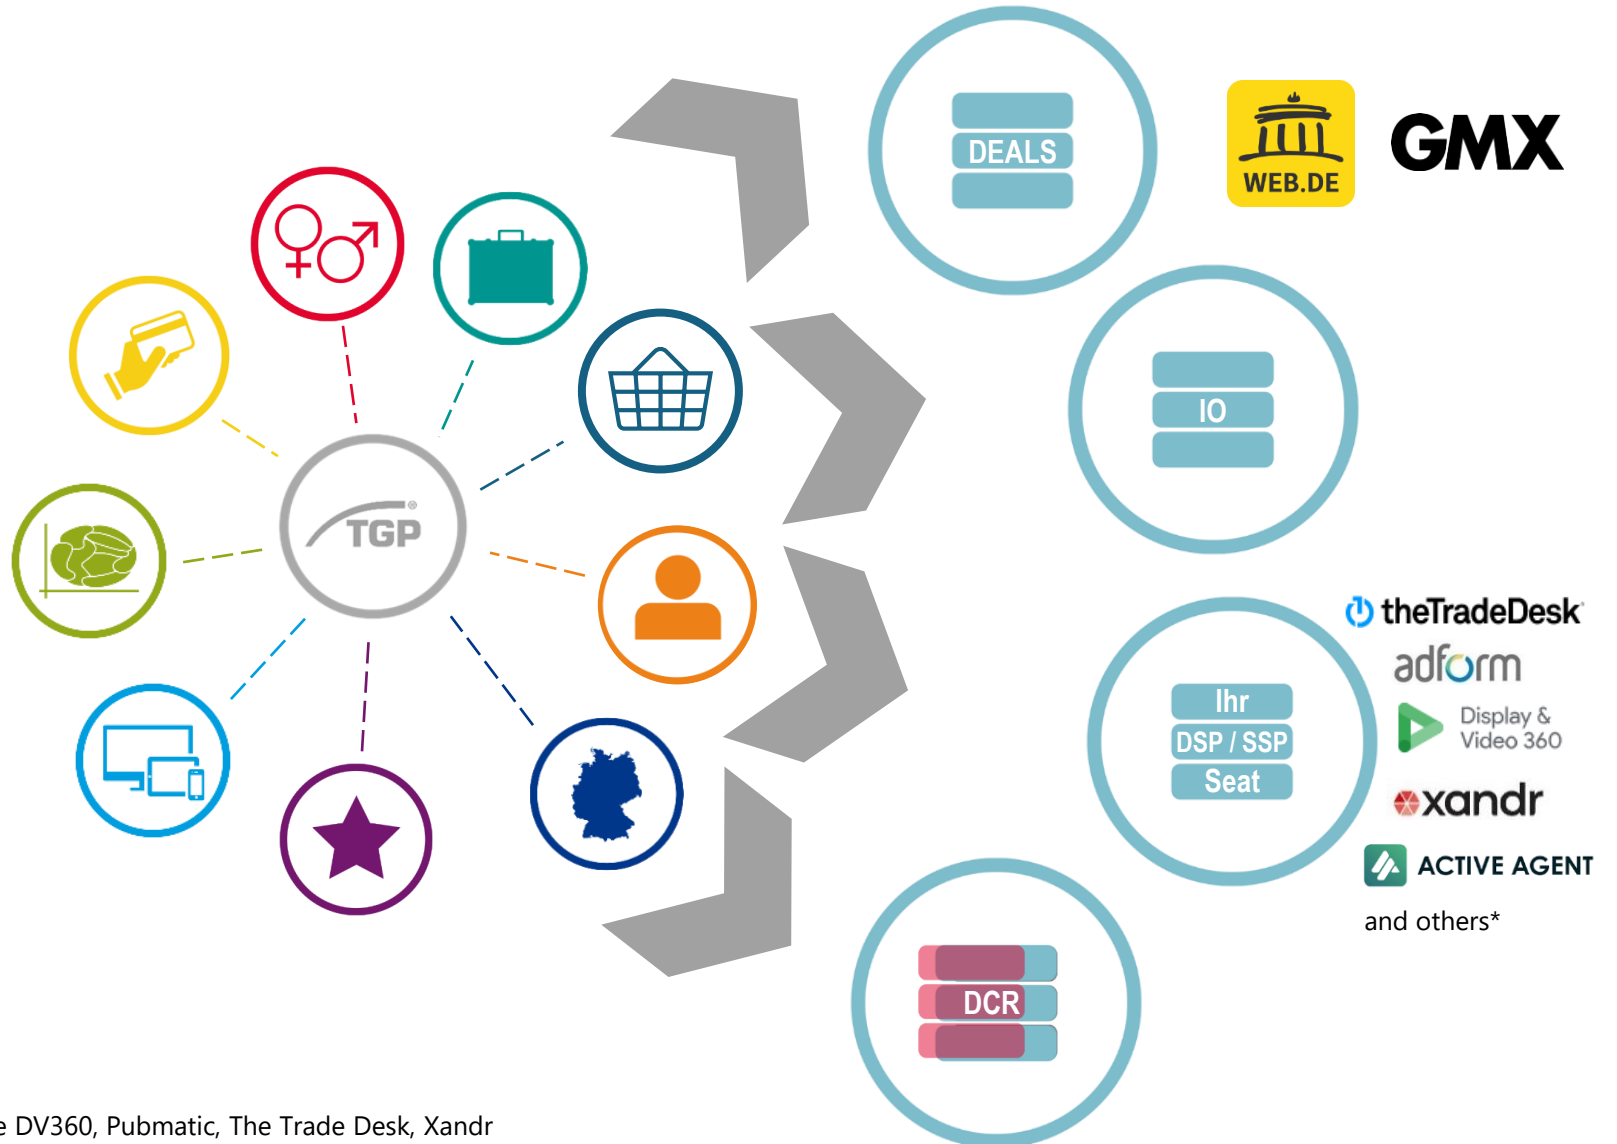 DEALS
WEB.DE
GMX
IO
TGP®
theTradeDesk
adform
Ihr
DSP / SSP
Seat
Display &
Video 360
xandr
ACTIVE AGENT
and others*
DCR
DV360, Pubmatic, The Trade Desk, Xandr